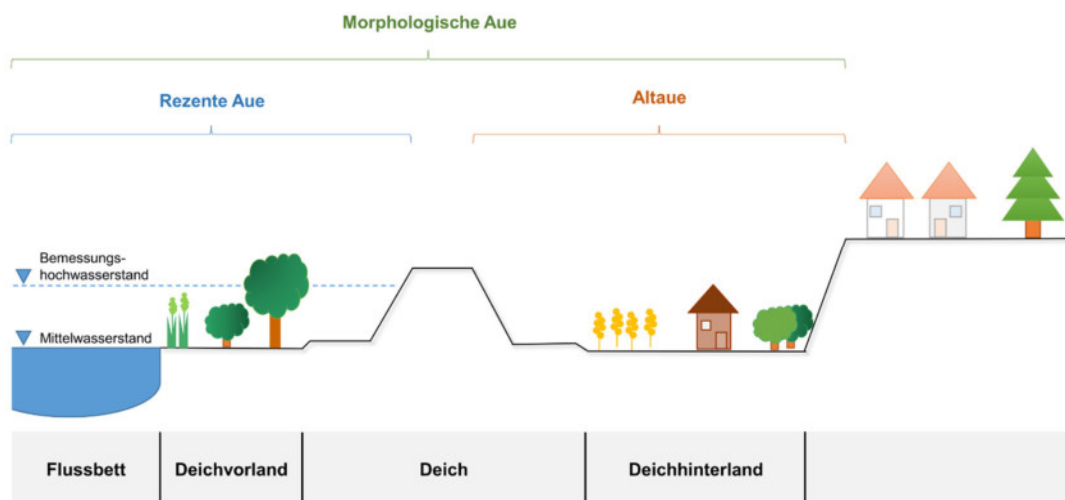 Morphologische Aue
Rezente Aue
Altaue
Bemessungs-
hochwasserstand
Mittelwasserstand
Flussbett
Deichvorland
Deich
Deichhinterland